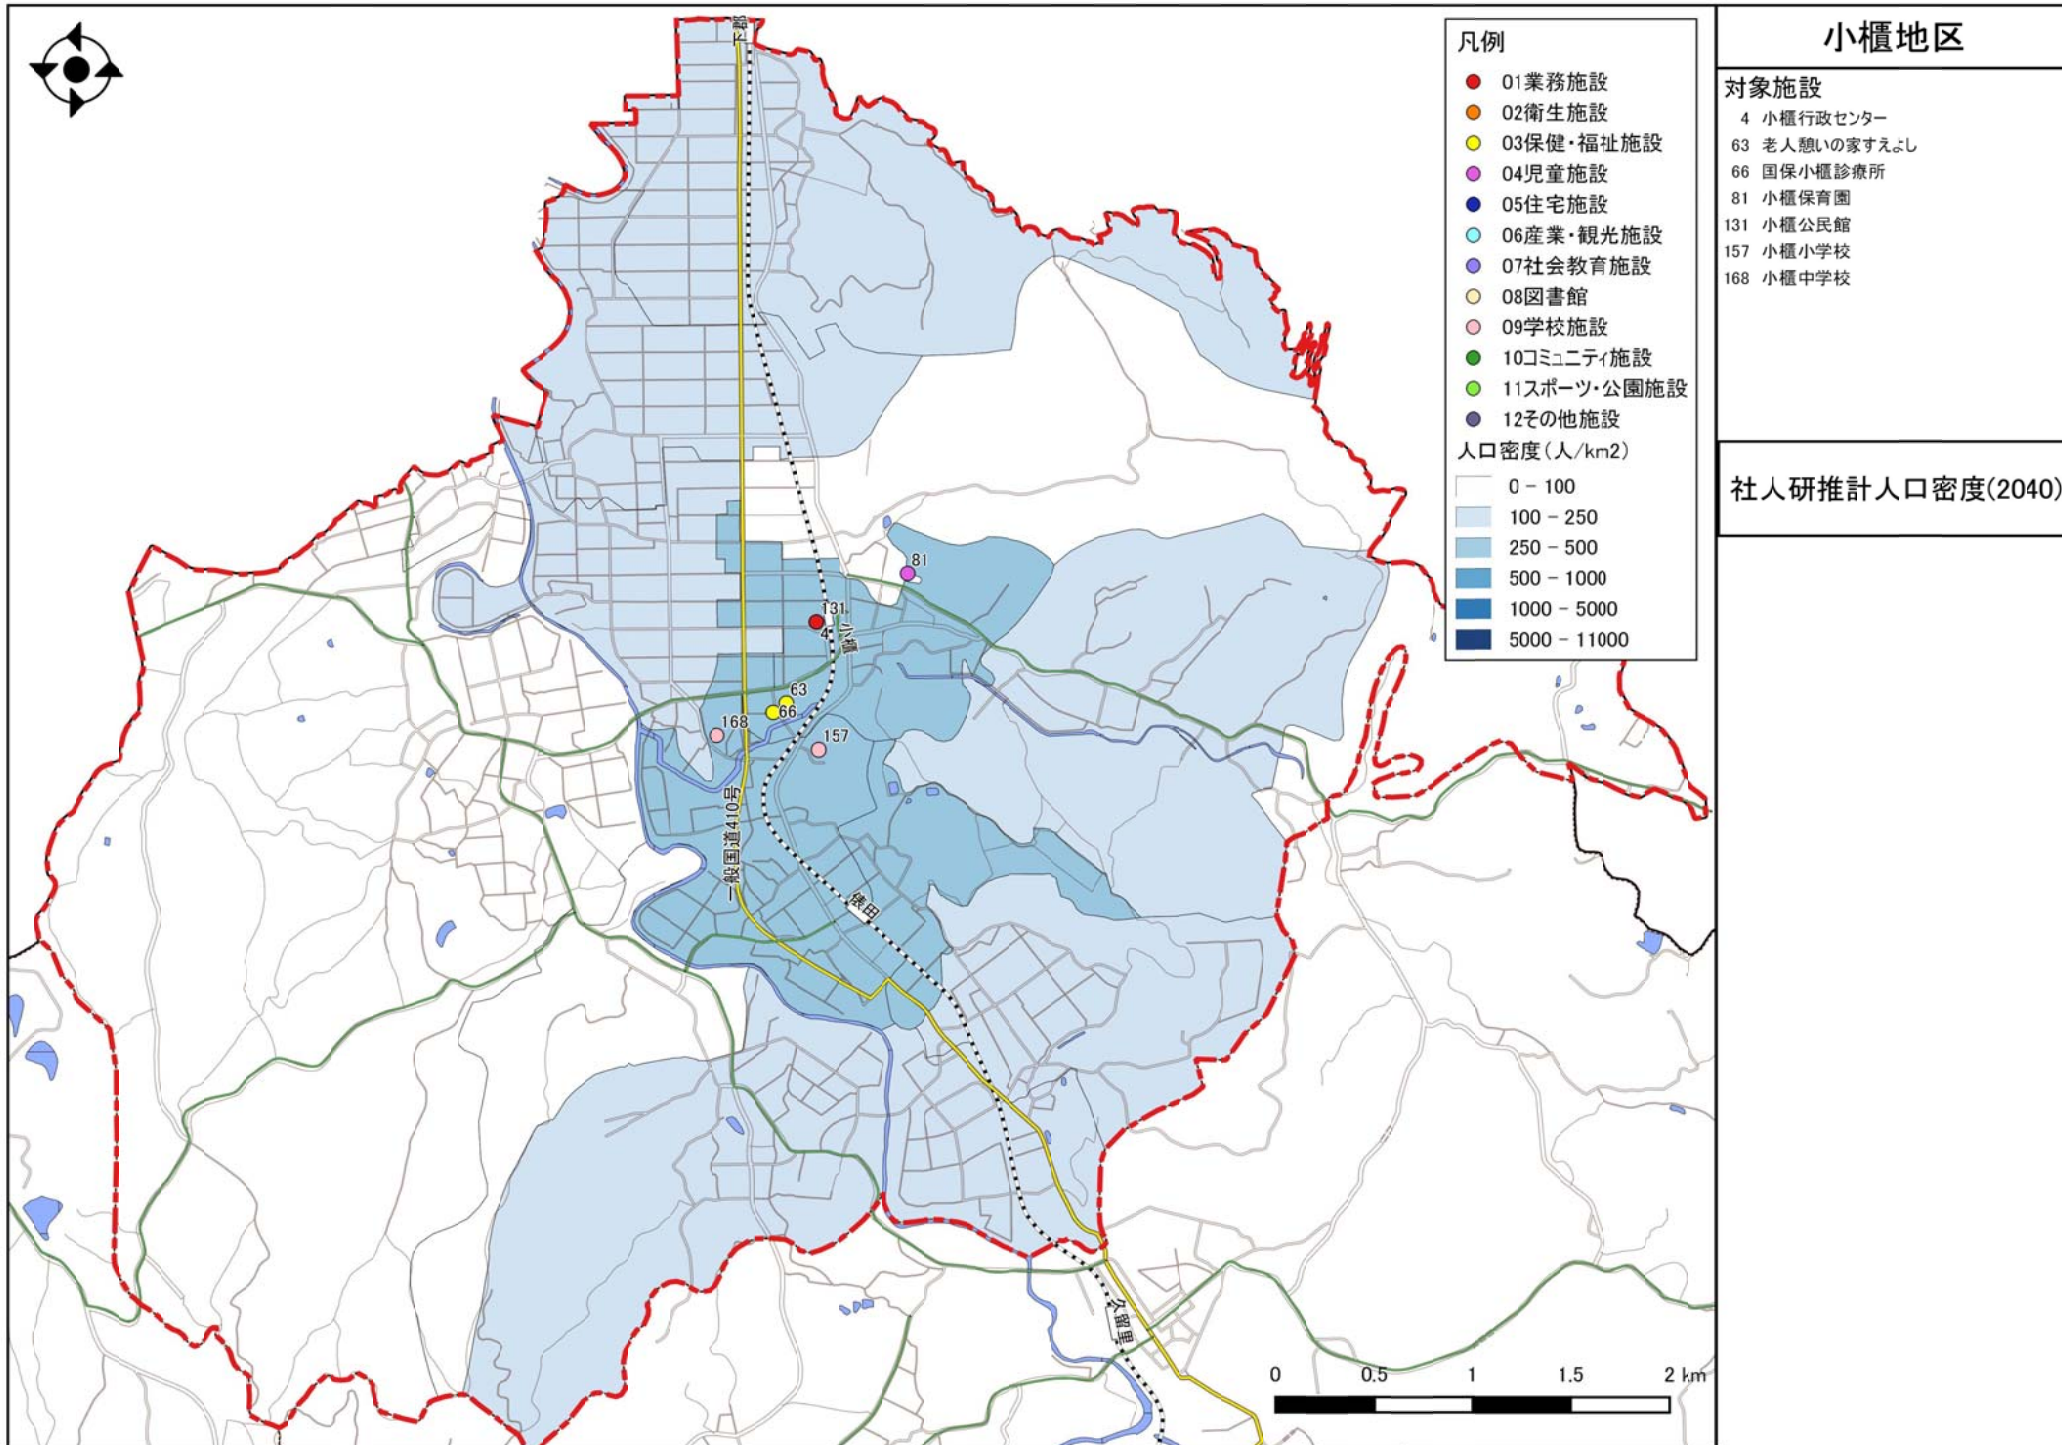 小櫃地区
対象施設
4 小櫃行政センター
63 老人憩いの家すえよし
66 国保小櫃診療所
81 小櫃保育園
131 小櫃公民館
157 小櫃小学校
168 小櫃中学校
社人研推計人口密度(2040)
凡例
01業務施設
02衛生施設
03保健・福祉施設
04児童施設
05住宅施設
06産業・観光施設
07社会教育施設
08図書館
09学校施設
10コミュニティ施設
11スポーツ・公園施設
12その他施設
人口密度(人/km2)
0 - 100
100 - 250
250 - 500
500 - 1000
1000 - 5000
5000 - 11000
下郡
81
131
4
小櫃
63
66
168
157
一般国道410号
俵田
久留里
0 0.5 1 1.5 2 km